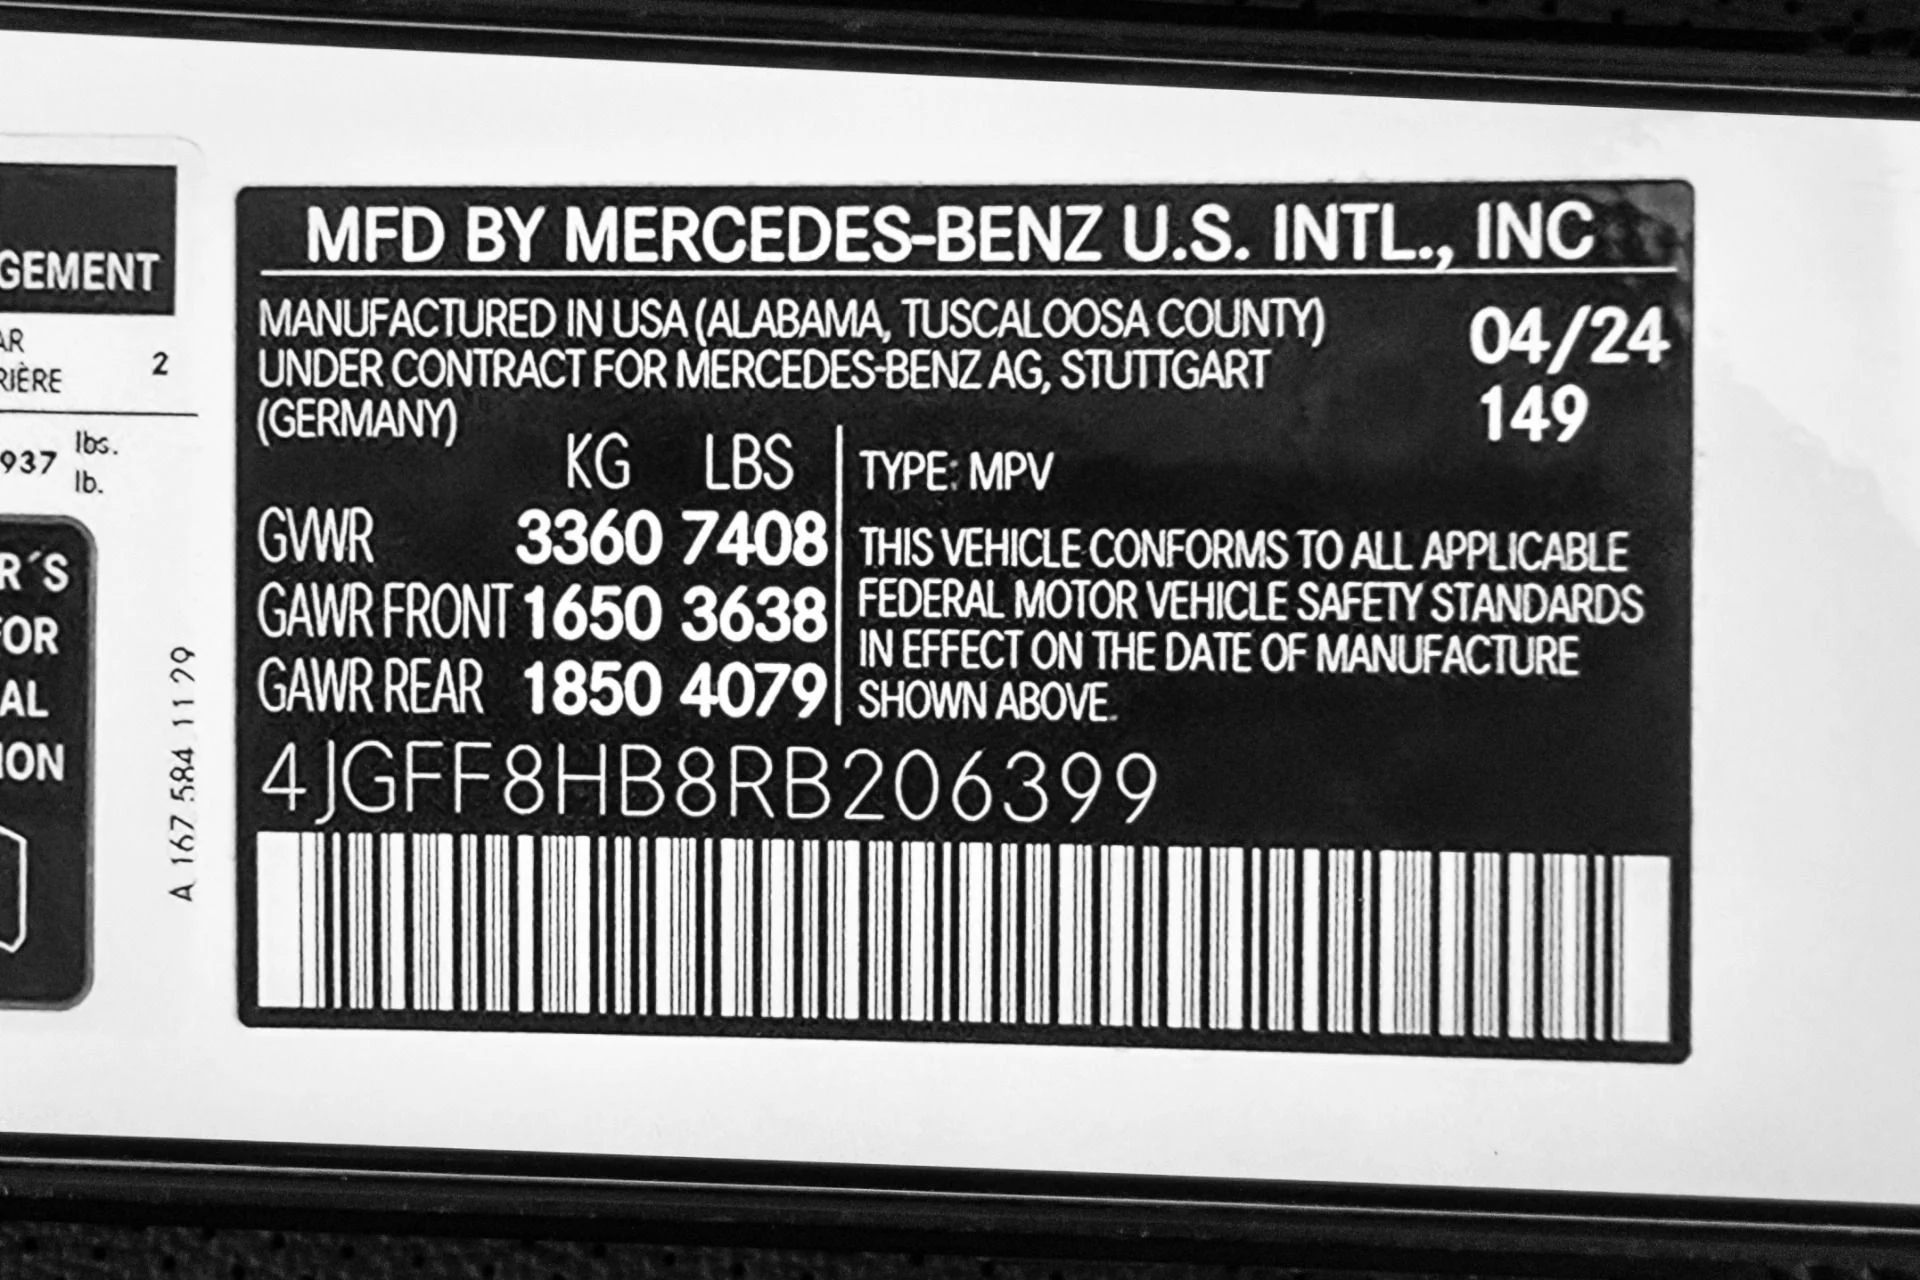 GEMENT
AR
RIÈRE 2
937 lbs.
lb.
R´S
FOR
AL
ION
A 167 584 11 29
MFD BY MERCEDES-BENZ U.S. INTL., INC
MANUFACTURED IN USA (ALABAMA, TUSCALOOSA COUNTY) 04/24
UNDER CONTRACT FOR MERCEDES-BENZ AG, STUTTGART
(GERMANY) 149
KG LBS
GVWR 3360 7408
GAWR FRONT 1650 3638
GAWR REAR 1850 4079
TYPE: MPV
THIS VEHICLE CONFORMS TO ALL APPLICABLE
FEDERAL MOTOR VEHICLE SAFETY STANDARDS
IN EFFECT ON THE DATE OF MANUFACTURE
SHOWN ABOVE.
4JGFF8HB8RB206399